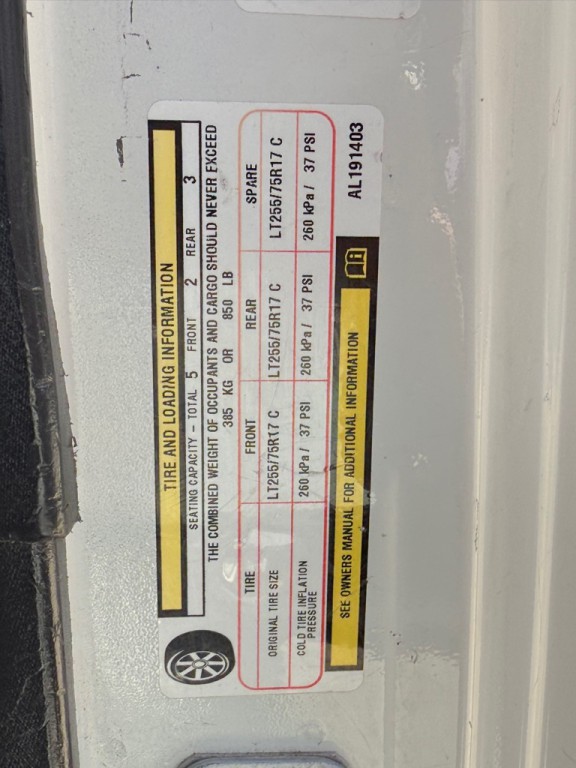 TIRE AND LOADING INFORMATION
SEATING CAPACITY - TOTAL 5 FRONT 2 REAR 3
THE COMBINED WEIGHT OF OCCUPANTS AND CARGO SHOULD NEVER EXCEED
385 KG OR 850 LB
TIRE FRONT REAR SPARE
ORIGINAL TIRE SIZE LT255/75R17 C LT255/75R17 C LT255/75R17 C
COLD TIRE INFLATION
PRESSURE 260 kPa / 37 PSI 260 kPa / 37 PSI 260 kPa / 37 PSI
SEE OWNERS MANUAL FOR ADDITIONAL INFORMATION
AL191403